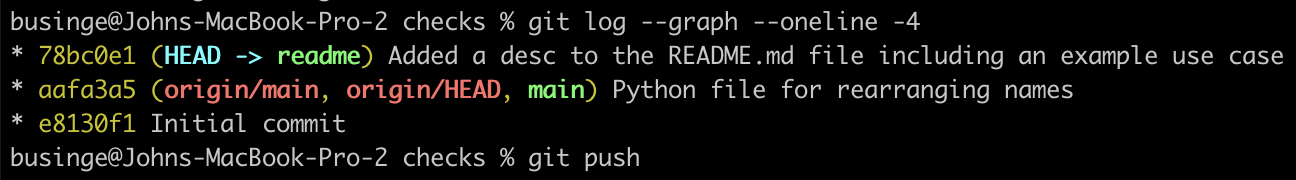 businge@Johns-MacBook-Pro-2 checks % git log --graph --oneline -4
* 78bc0e1 (HEAD -> readme) Added a desc to the README.md file including an example use case
* aafa3a5 (origin/main, origin/HEAD, main) Python file for rearranging names
* e8130f1 Initial commit
businge@Johns-MacBook-Pro-2 checks % git push